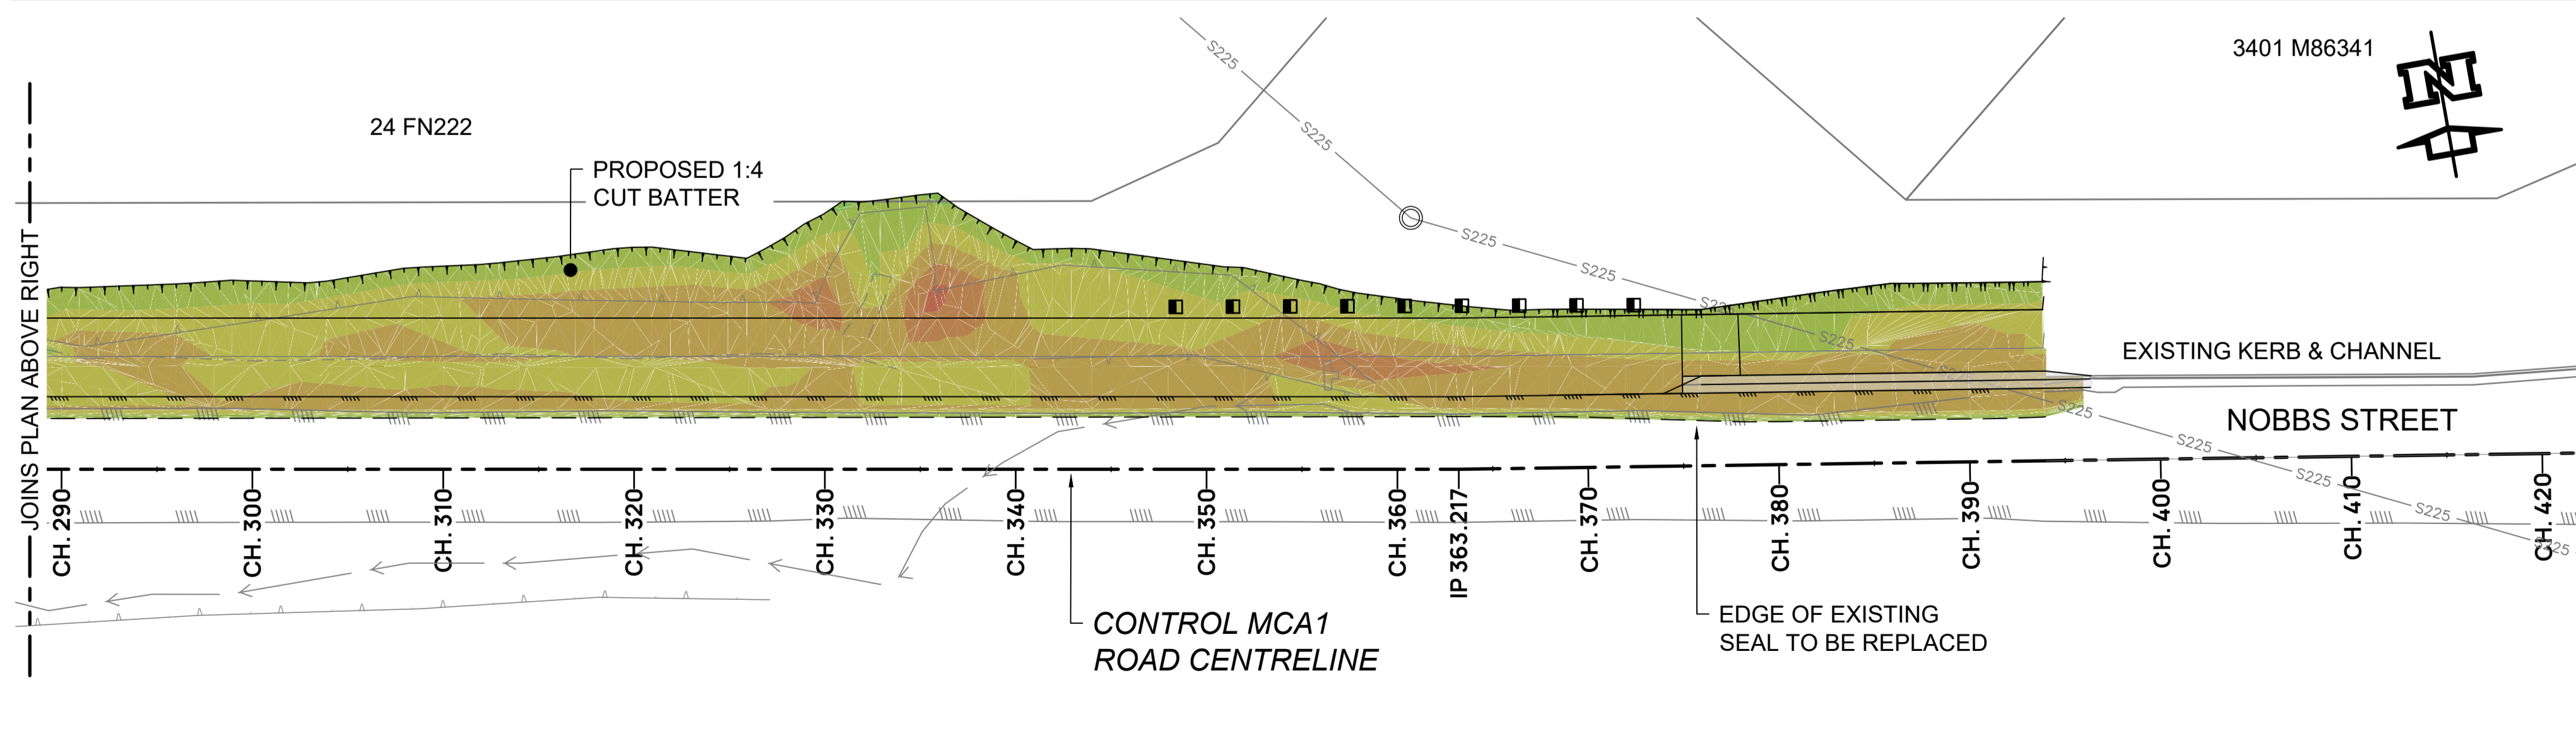 3401 M86341
N
24 FN222
PROPOSED 1:4
CUT BATTER
S225
S225
S225
S225
S225
S225
S225
S225
S225
S225
S225
JOINS PLAN ABOVE RIGHT
EXISTING KERB & CHANNEL
NOBBS STREET
CH. 290
CH. 300
CH. 310
CH. 320
CH. 330
CH. 340
CH. 350
CH. 360
IP 363.217
CH. 370
CH. 380
CH. 390
CH. 400
CH. 410
CH. 420
CONTROL MCA1
ROAD CENTRELINE
EDGE OF EXISTING
SEAL TO BE REPLACED